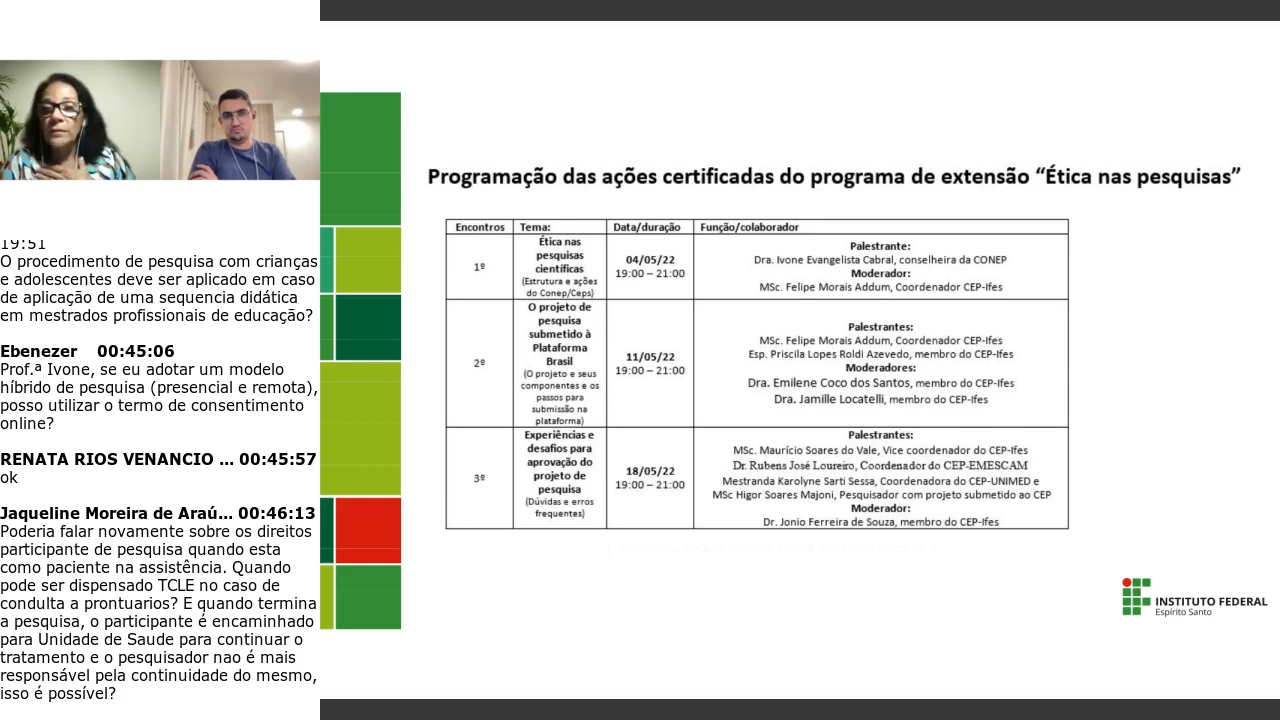 19:51
O procedimento de pesquisa com crianças
e adolescentes deve ser aplicado em caso
de aplicação de uma sequencia didática
em mestrados profissionais de educação?
Ebenezer 00:45:06
Prof.ª Ivone, se eu adotar um modelo
híbrido de pesquisa (presencial e remota),
posso utilizar o termo de consentimento
online?
RENATA RIOS VENANCIO ... 00:45:57
ok
Jaqueline Moreira de Araú... 00:46:13
Poderia falar novamente sobre os direitos
participante de pesquisa quando esta
como paciente na assistência. Quando
pode ser dispensado TCLE no caso de
condulta a prontuarios? E quando termina
a pesquisa, o participante é encaminhado
para Unidade de Saude para continuar o
tratamento e o pesquisador nao é mais
responsável pela continuidade do mesmo,
isso é possível?
Programação das ações certificadas do programa de extensão “Ética nas pesquisas”
Encontros Tema: Data/duração Função/colaborador
1º
Ética nas
pesquisas
científicas
(Estrutura e ações
do Conep/Ceps)
04/05/22
19:00 – 21:00
Palestrante:
Dra. Ivone Evangelista Cabral, conselheira da CONEP
Moderador:
MSc. Felipe Morais Addum, Coordenador CEP-Ifes
2º
O projeto de
pesquisa
submetido à
Plataforma
Brasil
(O projeto e seus
componentes e os
passos para
submissão na
plataforma)
11/05/22
19:00 – 21:00
Palestrantes:
MSc. Felipe Morais Addum, Coordenador CEP-Ifes
Esp. Priscila Lopes Roldi Azevedo, membro do CEP-Ifes
Moderadores:
Dra. Emilene Coco dos Santos, membro do CEP-Ifes
Dra. Jamille Locatelli, membro do CEP-Ifes
3º
Experiências e
desafios para
aprovação do
projeto de
pesquisa
(Dúvidas e erros
frequentes)
18/05/22
19:00 – 21:00
Palestrantes:
MSc. Maurício Soares do Vale, Vice coordenador do CEP-Ifes
Dr. Rubens José Loureiro, Coordenador do CEP-EMESCAM
Mestranda Karolyne Sarti Sessa, Coordenadora do CEP-UNIMED e
MSc Higor Soares Majoni, Pesquisador com projeto submetido ao CEP
Moderador:
Dr. Jonio Ferreira de Souza, membro do CEP-Ifes
INSTITUTO FEDERAL
Espírito Santo